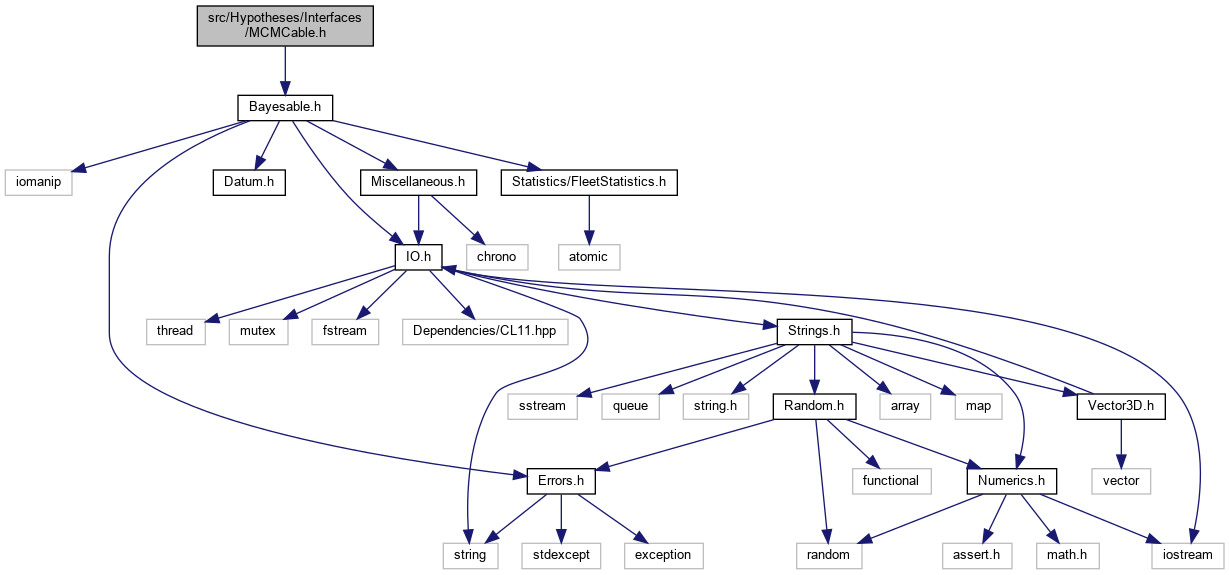 src/Hypotheses/Interfaces
/MCMCable.h
Bayesable.h
iomanip
Datum.h
Miscellaneous.h
Statistics/FleetStatistics.h
IO.h
chrono
atomic
thread
mutex
fstream
Dependencies/CL11.hpp
Strings.h
sstream
queue
string.h
Random.h
array
map
Vector3D.h
Errors.h
functional
Numerics.h
vector
string
stdexcept
exception
random
assert.h
math.h
iostream